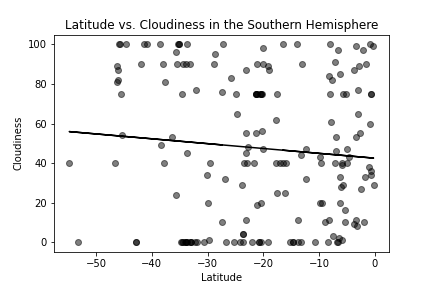 Latitude vs. Cloudiness in the Southern Hemisphere
100
80
60
40
20
0
Cloudiness
−50 −40 −30 −20 −10 0
Latitude